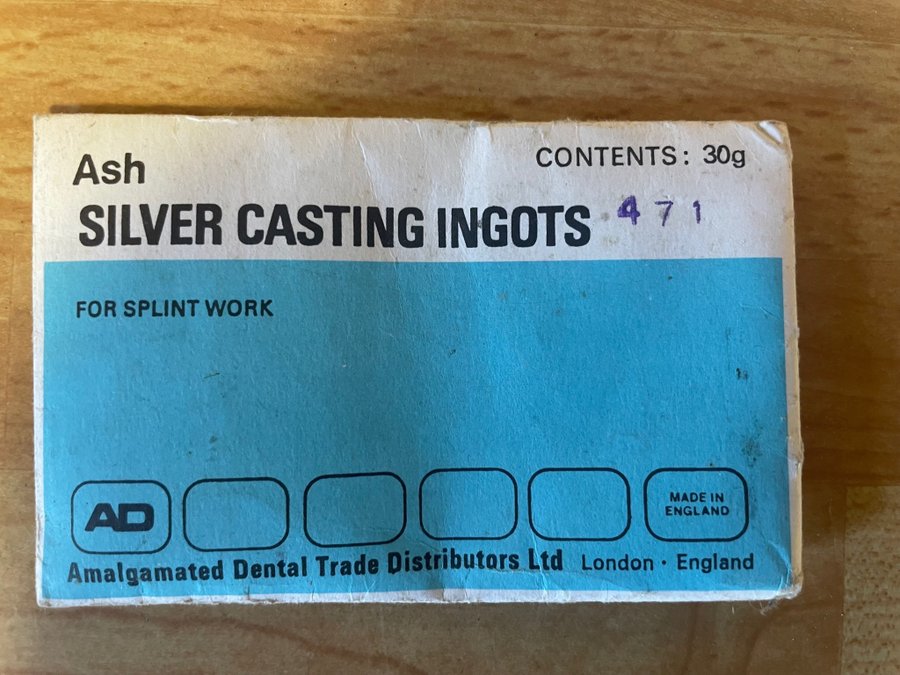 Ash
CONTENTS: 30g
SILVER CASTING INGOTS 471
FOR SPLINT WORK
AD
MADE IN
ENGLAND
Amalgamated Dental Trade Distributors Ltd London · England